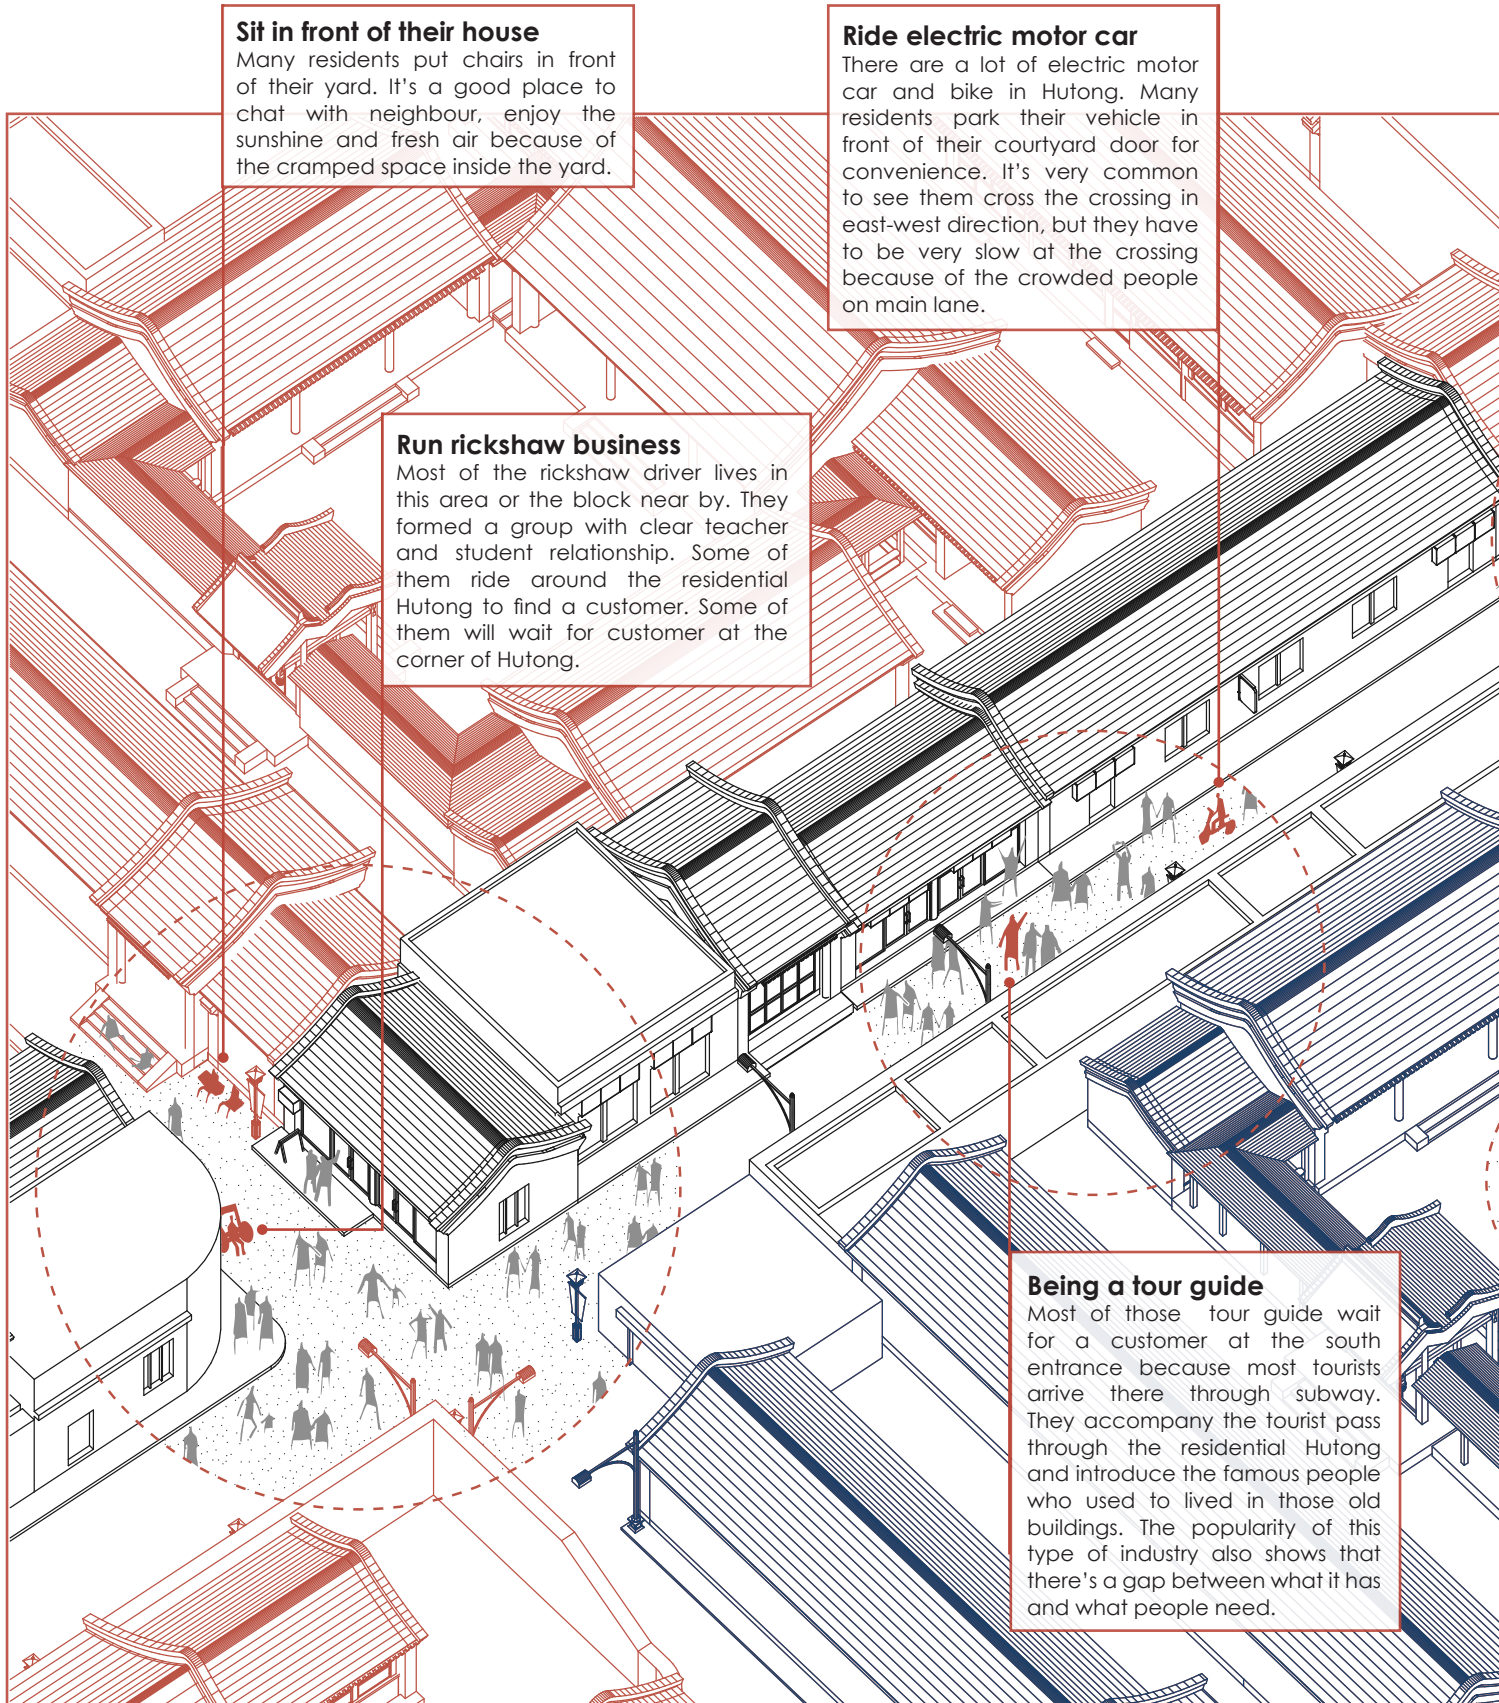 Sit in front of their house
Many residents put chairs in front
of their yard. It's a good place to
chat with neighbour, enjoy the
sunshine and fresh air because of
the cramped space inside the yard.
Ride electric motor car
There are a lot of electric motor
car and bike in Hutong. Many
residents park their vehicle in
front of their courtyard door for
convenience. It's very common
to see them cross the crossing in
east-west direction, but they have
to be very slow at the crossing
because of the crowded people
on main lane.
Run rickshaw business
Most of the rickshaw driver lives in
this area or the block near by. They
formed a group with clear teacher
and student relationship. Some of
them ride around the residential
Hutong to find a customer. Some of
them will wait for customer at the
corner of Hutong.
Being a tour guide
Most of those tour guide wait
for a customer at the south
entrance because most tourists
arrive there through subway.
They accompany the tourist pass
through the residential Hutong
and introduce the famous people
who used to lived in those old
buildings. The popularity of this
type of industry also shows that
there's a gap between what it has
and what people need.